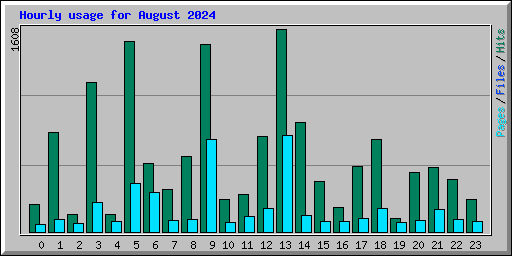 Hourly usage for August 2024
1608
Pages/Files/Hits
0 1 2 3 4 5 6 7 8 9 10 11 12 13 14 15 16 17 18 19 20 21 22 23